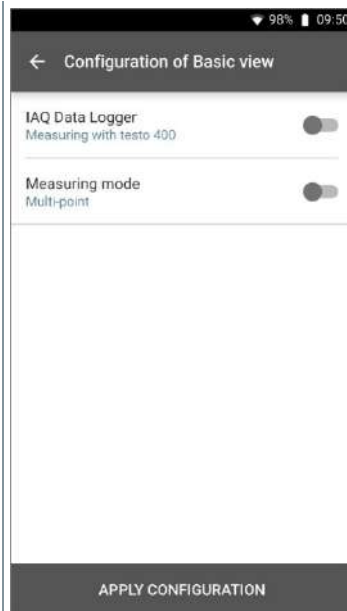 98% 09:50
Configuration of Basic view
IAQ Data Logger
Measuring with testo 400
Measuring mode
Multi-point
APPLY CONFIGURATION